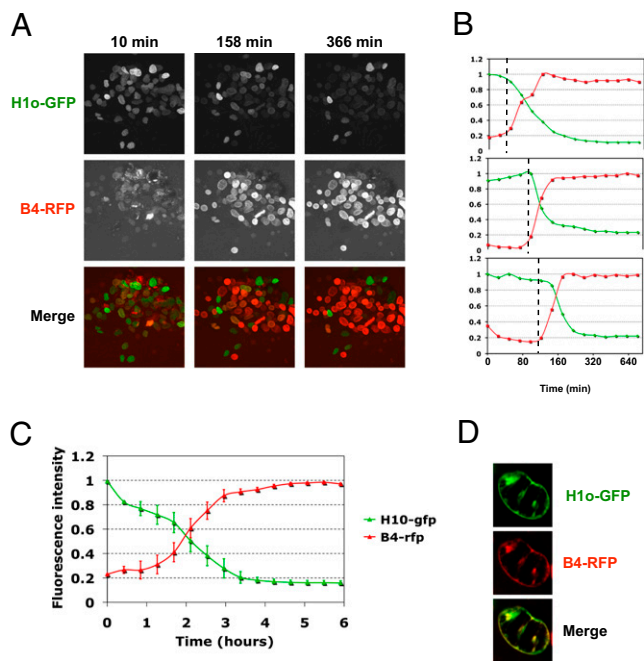 A
10 min 158 min 366 min
H1o-GFP
B4-RFP
Merge
B
1.2
1
0.8
0.6
0.4
0.2
0
1.2
1
0.8
0.6
0.4
0.2
0
1.2
1
0.8
0.6
0.4
0.2
0
0 80 160 320 640
Time (min)
C
Fluorescence intensity
1.2
1
0.8
0.6
0.4
0.2
0
0 1 2 3 4 5 6
Time (hours)
H10-gfp
B4-rfp
D
H1o-GFP
B4-RFP
Merge